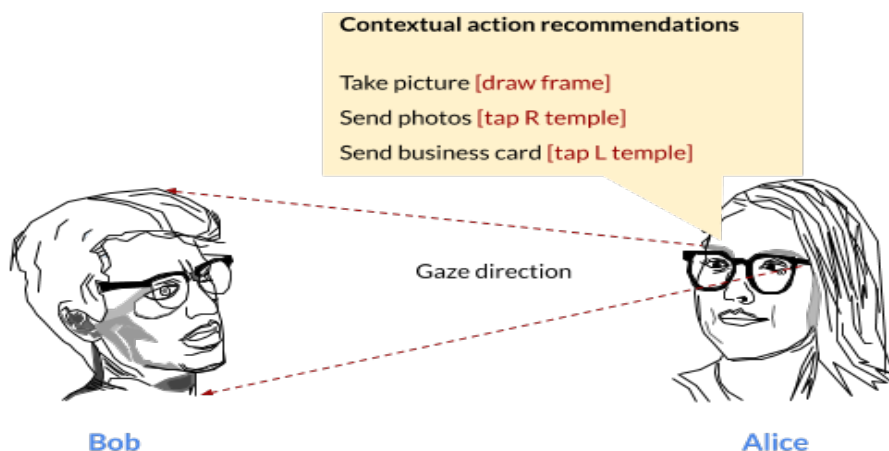 Contextual action recommendations
Take picture [draw frame]
Send photos [tap R temple]
Send business card [tap L temple]
Gaze direction
Bob
Alice